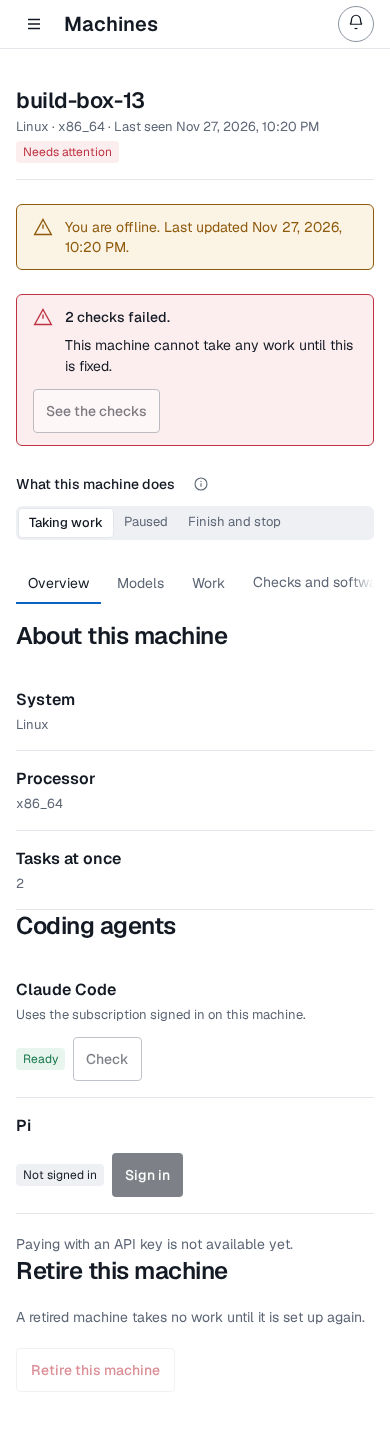 Machines
build-box-13
Linux · x86_64 · Last seen Nov 27, 2026, 10:20 PM
Needs attention
You are offline. Last updated Nov 27, 2026,
10:20 PM.
2 checks failed.
This machine cannot take any work until this
is fixed.
See the checks
What this machine does
Taking work Paused Finish and stop
Overview Models Work Checks and softwa
About this machine
System
Linux
Processor
x86_64
Tasks at once
2
Coding agents
Claude Code
Uses the subscription signed in on this machine.
Ready Check
Pi
Not signed in Sign in
Paying with an API key is not available yet.
Retire this machine
A retired machine takes no work until it is set up again.
Retire this machine